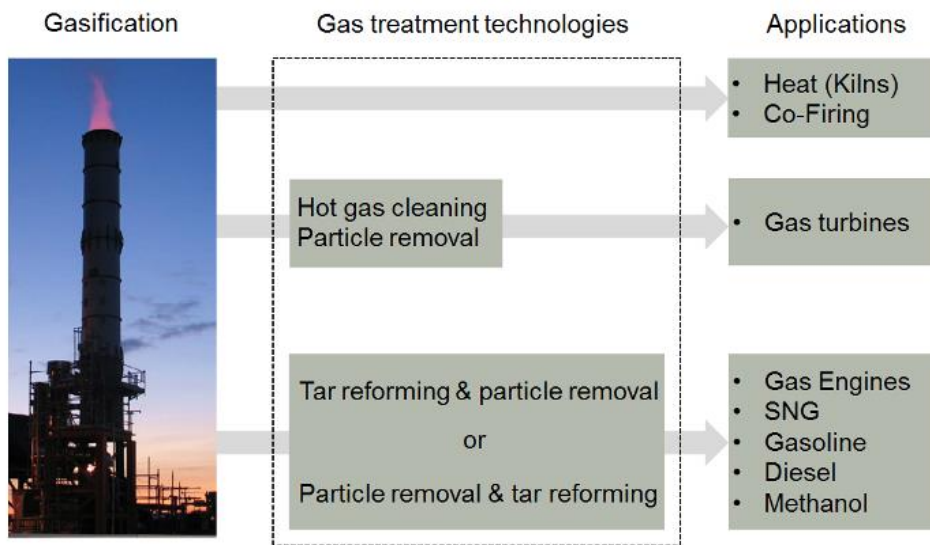 Gasification
Gas treatment technologies
Applications
• Heat (Kilns)
• Co-Firing
Hot gas cleaning
Particle removal
• Gas turbines
Tar reforming & particle removal
or
Particle removal & tar reforming
• Gas Engines
• SNG
• Gasoline
• Diesel
• Methanol